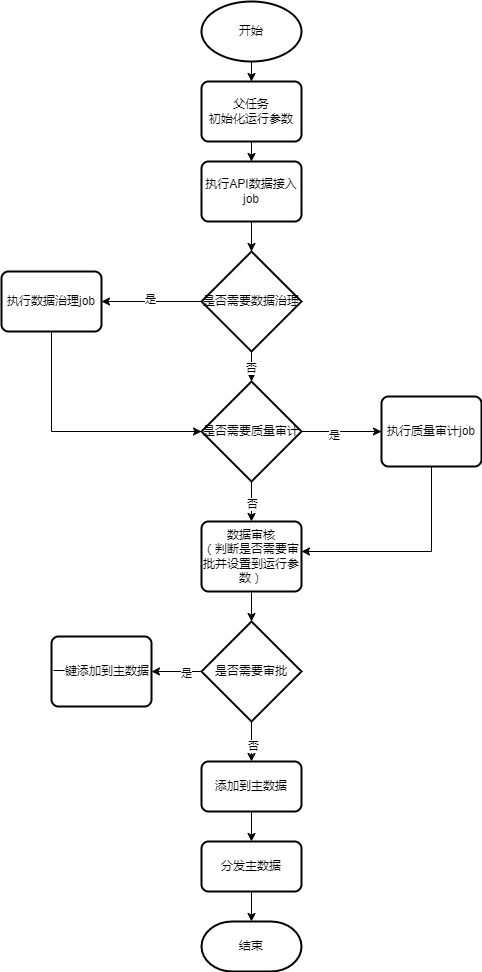 开始
父任务
初始化运行参数
执行API数据接入
job
是否需要数据治理
是
执行数据治理job
否
是否需要质量审计
是
执行质量审计job
否
数据审核
（判断是否需要审
批并设置到运行参
数）
是否需要审批
是
一键添加到主数据
否
添加到主数据
分发主数据
结束